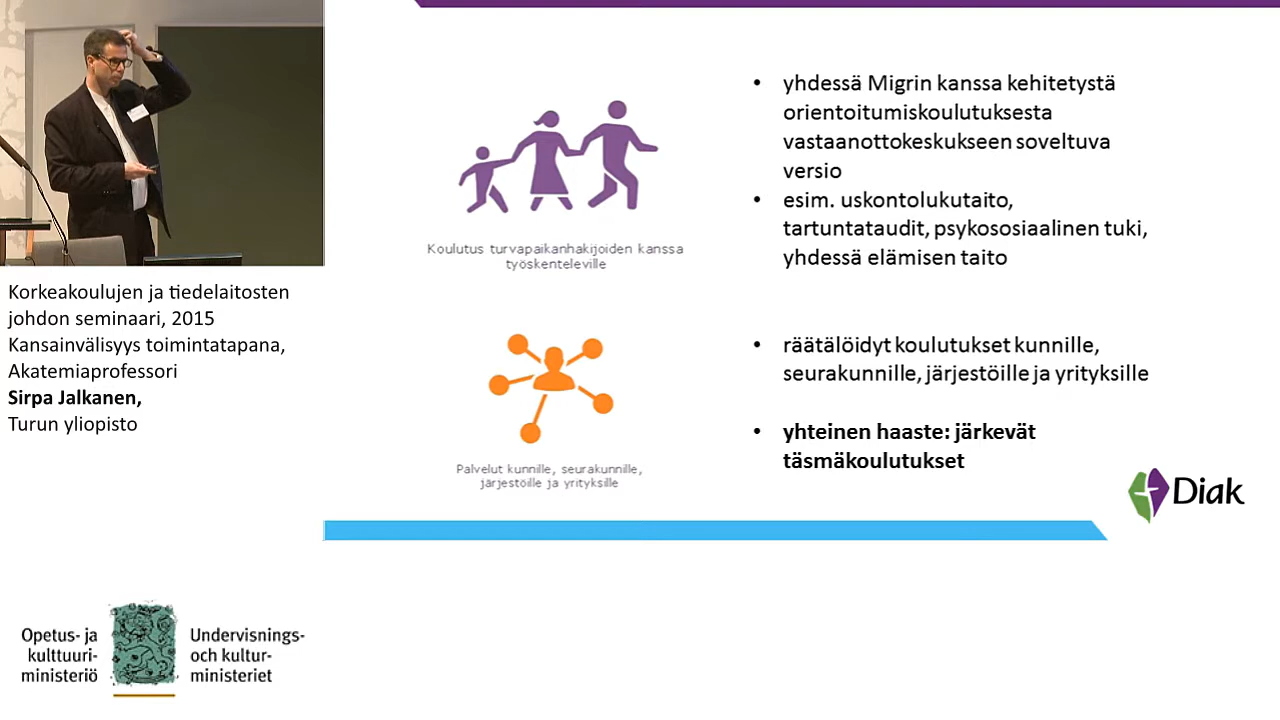 Korkeakoulujen ja tiedelaitosten
johdon seminaari, 2015
Kansainvälisyys toimintatapana,
Akatemiaprofessori
Sirpa Jalkanen,
Turun yliopisto
Koulutus turvapaikanhakijoiden kanssa
työskenteleville
• yhdessä Migrin kanssa kehitetystä
orientoitumiskoulutuksesta
vastaanottokeskukseen soveltuva
versio
• esim. uskontolukutaito,
tartuntataudit, psykososiaalinen tuki,
yhdessä elämisen taito
Palvelut kunnille, seurakunnille,
järjestöille ja yrityksille
• räätälöidyt koulutukset kunnille,
seurakunnille, järjestöille ja yrityksille
• yhteinen haaste: järkevät
täsmäkoulutukset
Diak
Opetus- ja
kulttuuri-
ministeriö
Undervisnings-
och kultur-
ministeriet